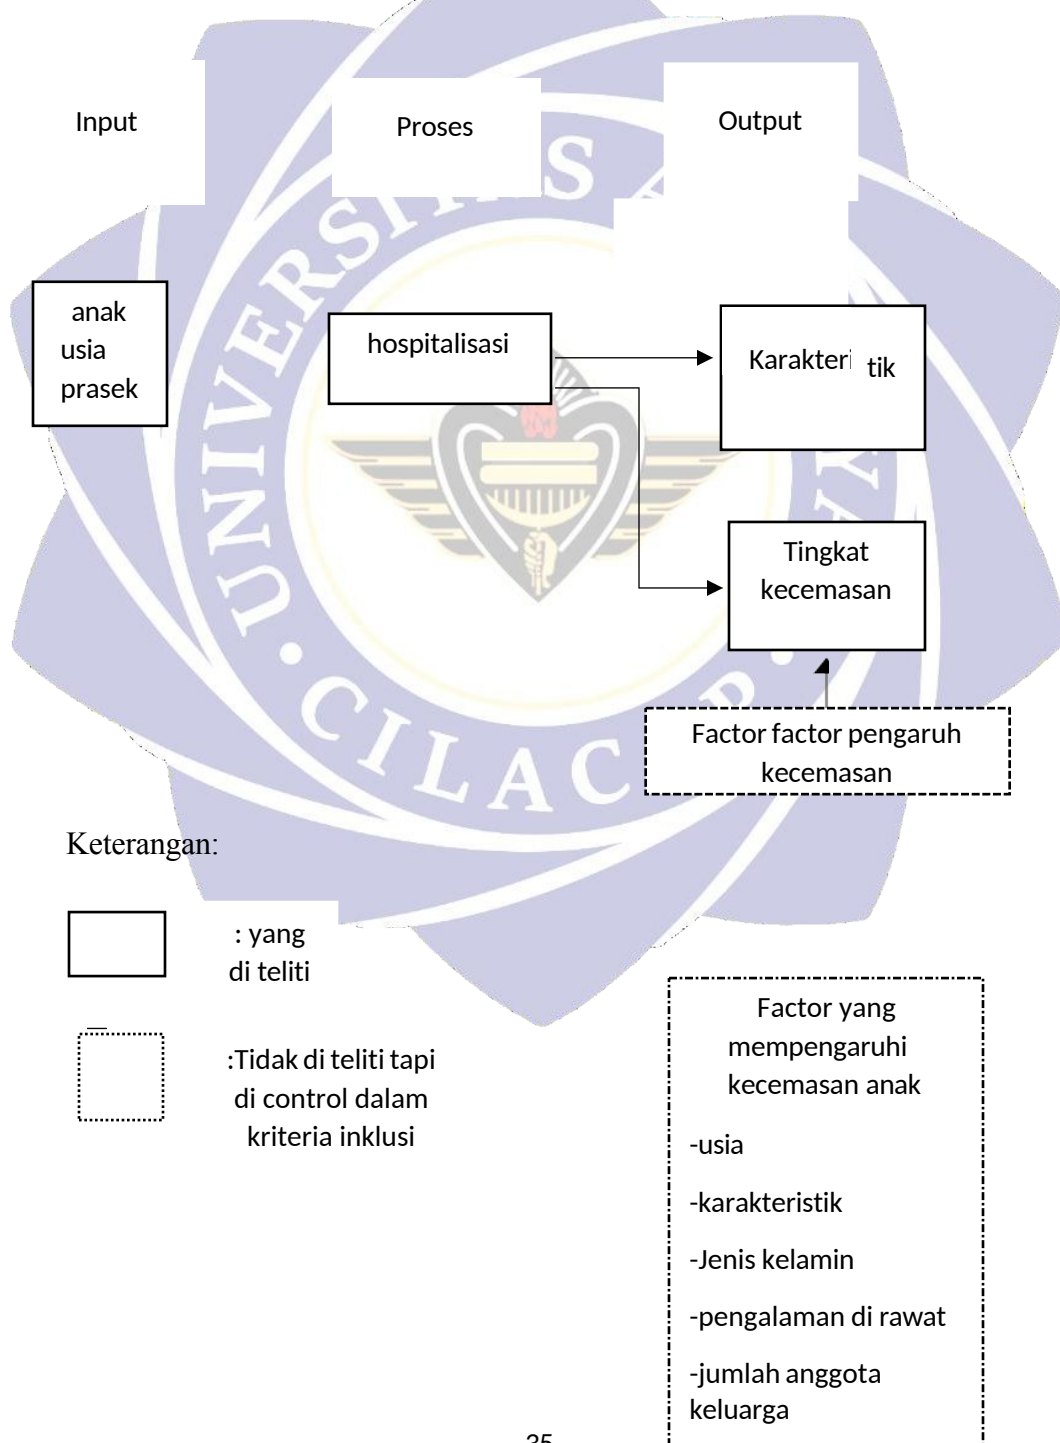 Input
Proses
Output
anak
usia
prasek
hospitalisasi
Karakteri tik
Tingkat
kecemasan
Factor factor pengaruh
kecemasan
Keterangan:
: yang
di teliti
:Tidak di teliti tapi
di control dalam
kriteria inklusi
Factor yang
mempengaruhi
kecemasan anak
-usia
-karakteristik
-Jenis kelamin
-pengalaman di rawat
-jumlah anggota
keluarga
UNIVERSITAS
CILACAP